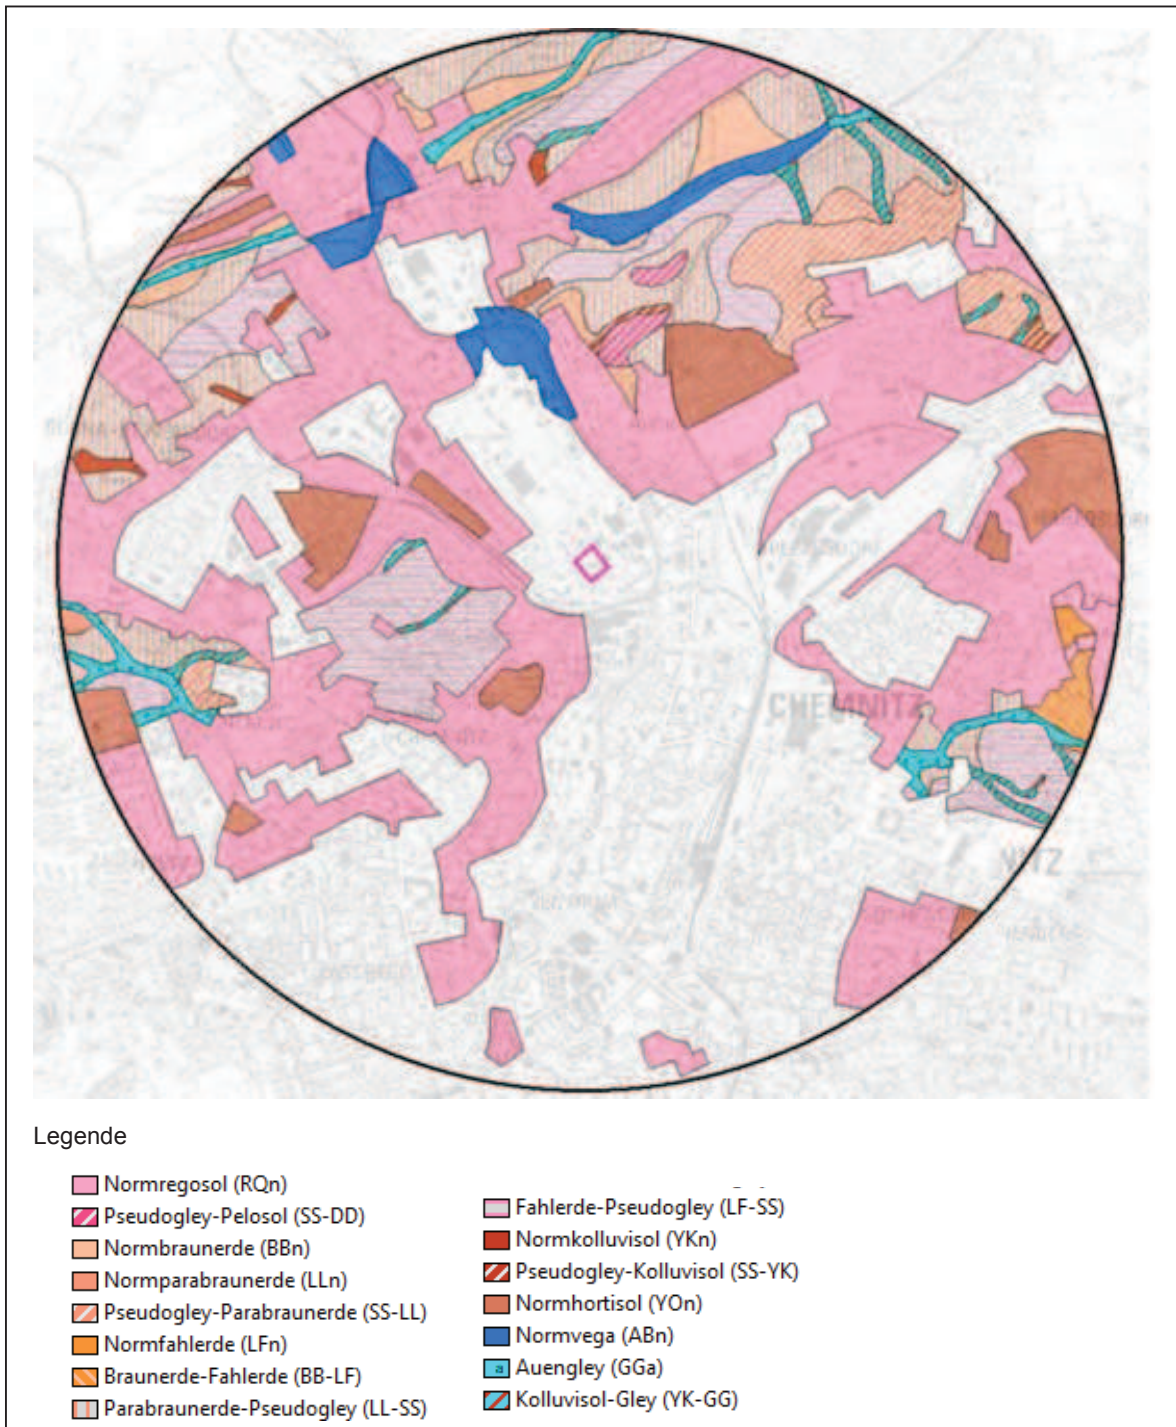 CHEMNITZ
Legende
Normregosol (RQn)
Pseudogley-Pelosol (SS-DD)
Normbraunerde (BBn)
Normparabraunerde (LLn)
Pseudogley-Parabraunerde (SS-LL)
Normfahlerde (LFn)
Braunerde-Fahlerde (BB-LF)
Parabraunerde-Pseudogley (LL-SS)
Fahlerde-Pseudogley (LF-SS)
Normkolluvisol (YKn)
Pseudogley-Kolluvisol (SS-YK)
Normhortisol (YOn)
Normvega (ABn)
a Auengley (GGa)
Kolluvisol-Gley (YK-GG)